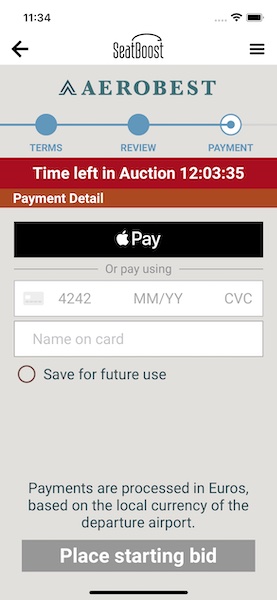 11:34
SeatBoost
AEROBEST
TERMS REVIEW PAYMENT
Time left in Auction 12:03:35
Payment Detail
Pay
Or pay using
4242 MM/YY CVC
Name on card
Save for future use
Payments are processed in Euros,
based on the local currency of the
departure airport.
Place starting bid